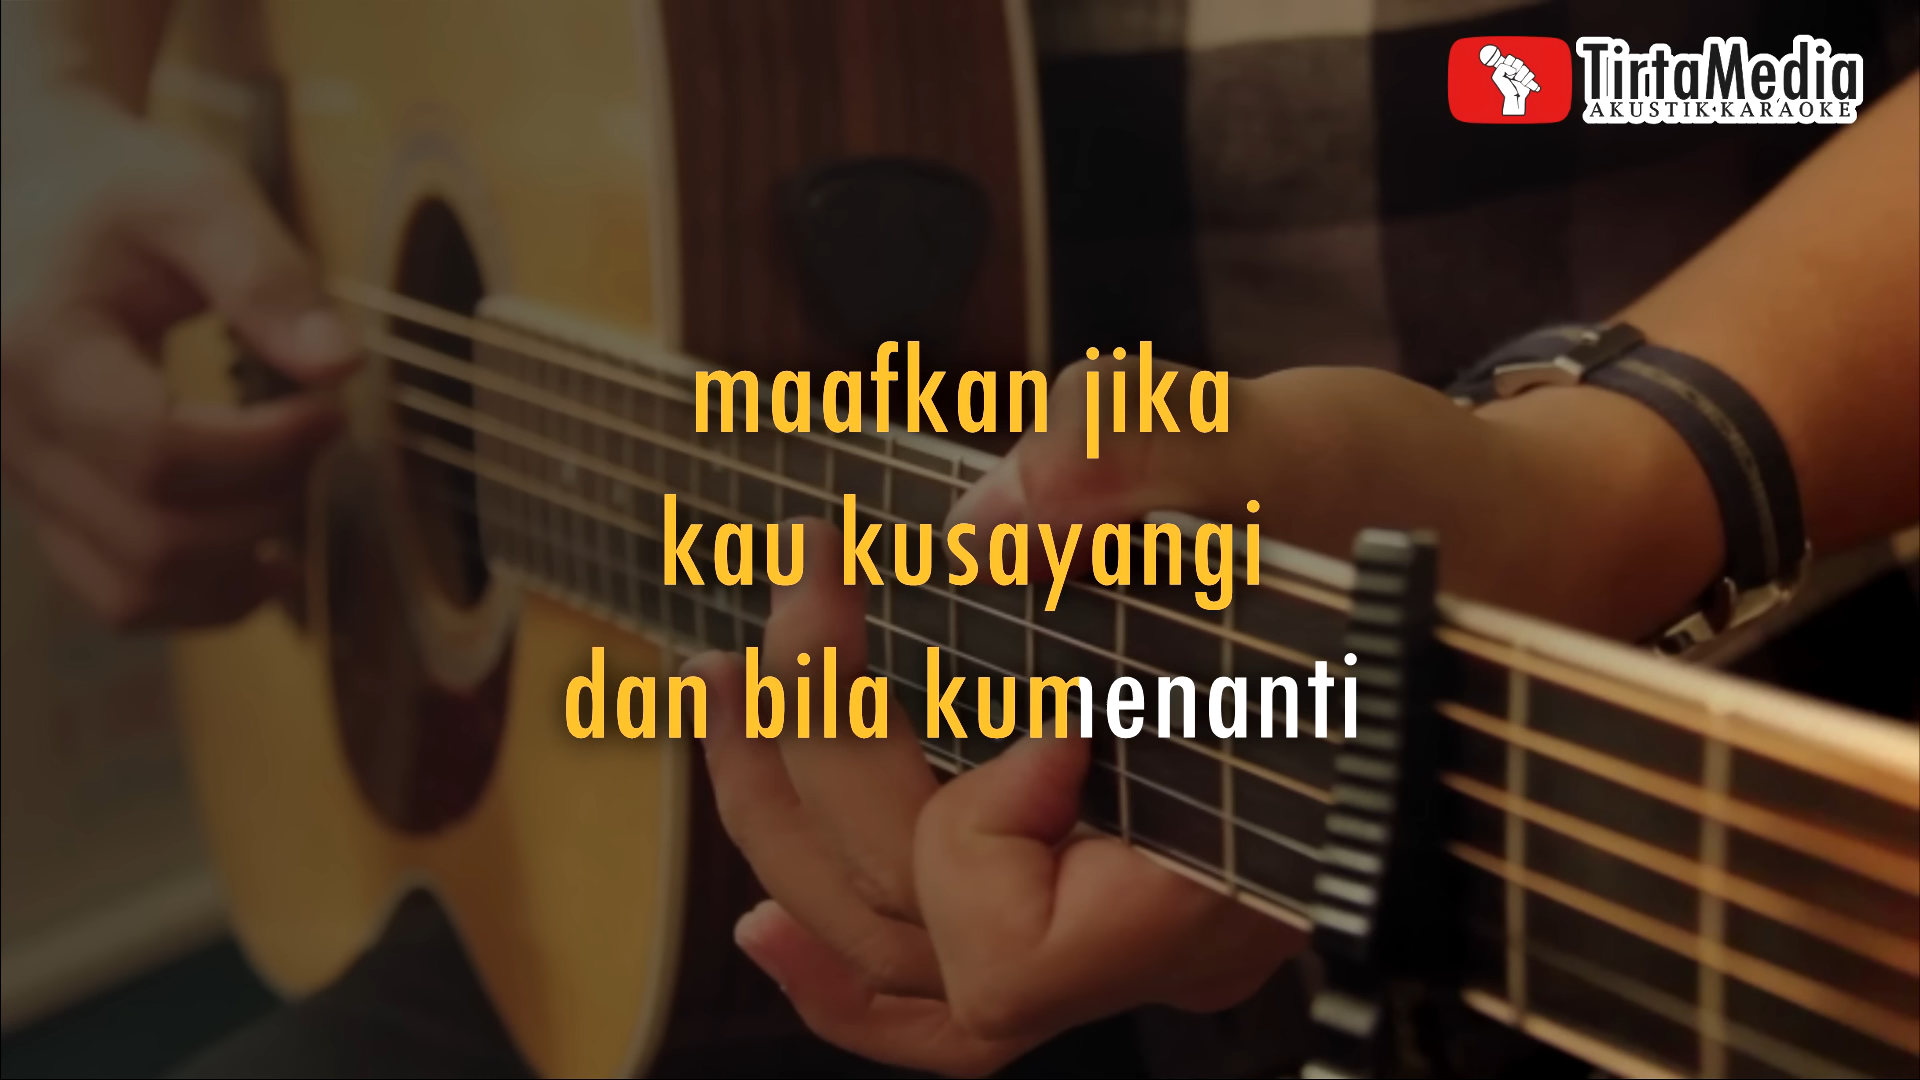 TirtaMedia
AKUSTIK KARAOKE
maafkan jika
kau kusayangi
dan bila kumenanti